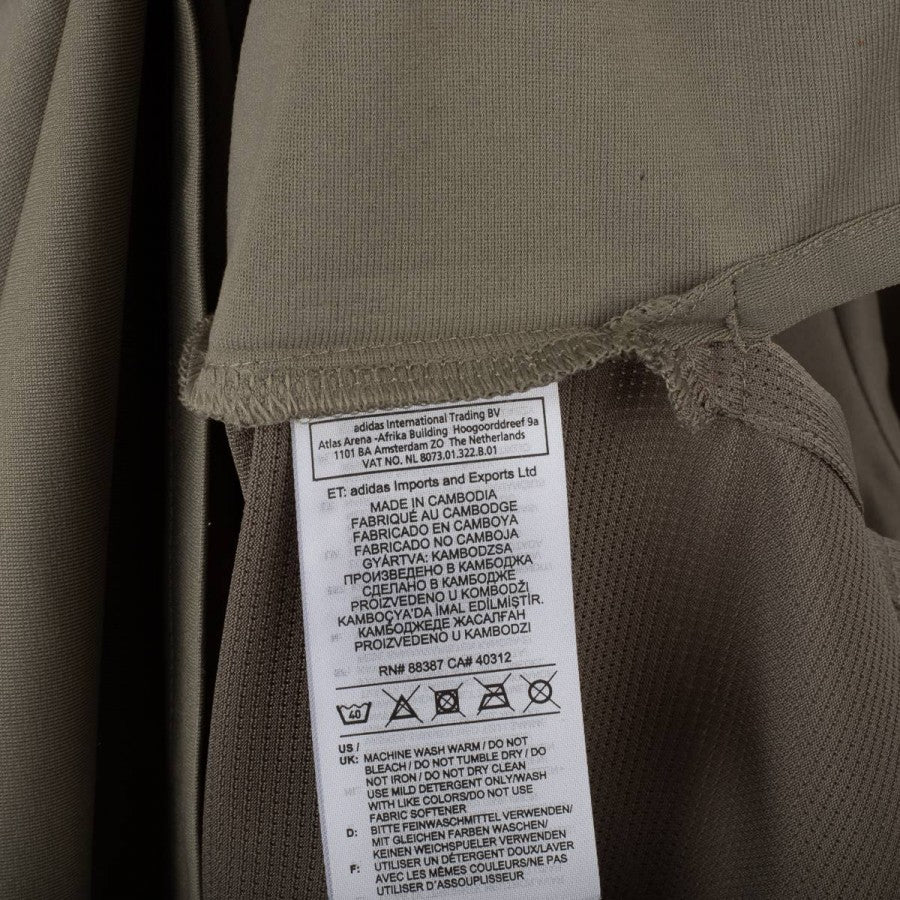 adidas International Trading BV
Atlas Arena -Afrika Building Hoogoorddreef 9a
1101 BA Amsterdam ZO The Netherlands
VAT NO. NL 8073.01.322.B.01
ET: adidas Imports and Exports Ltd
MADE IN CAMBODIA
FABRIQUÉ AU CAMBODGE
FABRICADO EN CAMBOYA
FABRICADO NO CAMBOJA
GYÁRTVA: KAMBODZSA
ПРОИЗВЕДЕНО В КАМБОДЖА
СДЕЛАНО В КАМБОДЖЕ
PROIZVEDENO U KOMBODŽI
KAMBOÇYA'DA İMAL EDİLMİŞTİR.
КАМБОДЖЕДЕ ЖАСАЛҒАН
PROIZVEDENO U KAMBODZI
RN# 88387 CA# 40312
40
US /
UK: MACHINE WASH WARM / DO NOT
BLEACH / DO NOT TUMBLE DRY / DO
NOT IRON / DO NOT DRY CLEAN
USE MILD DETERGENT ONLY/WASH
WITH LIKE COLORS/DO NOT USE
FABRIC SOFTENER
D: BITTE FEINWASCHMITTEL VERWENDEN/
MIT GLEICHEN FARBEN WASCHEN/
KEINEN WEICHSPUELER VERWENDEN
F: UTILISER UN DÉTERGENT DOUX/LAVER
AVEC LES MÊMES COULEURS/NE PAS
UTILISER D'ASSOUPLISSEUR